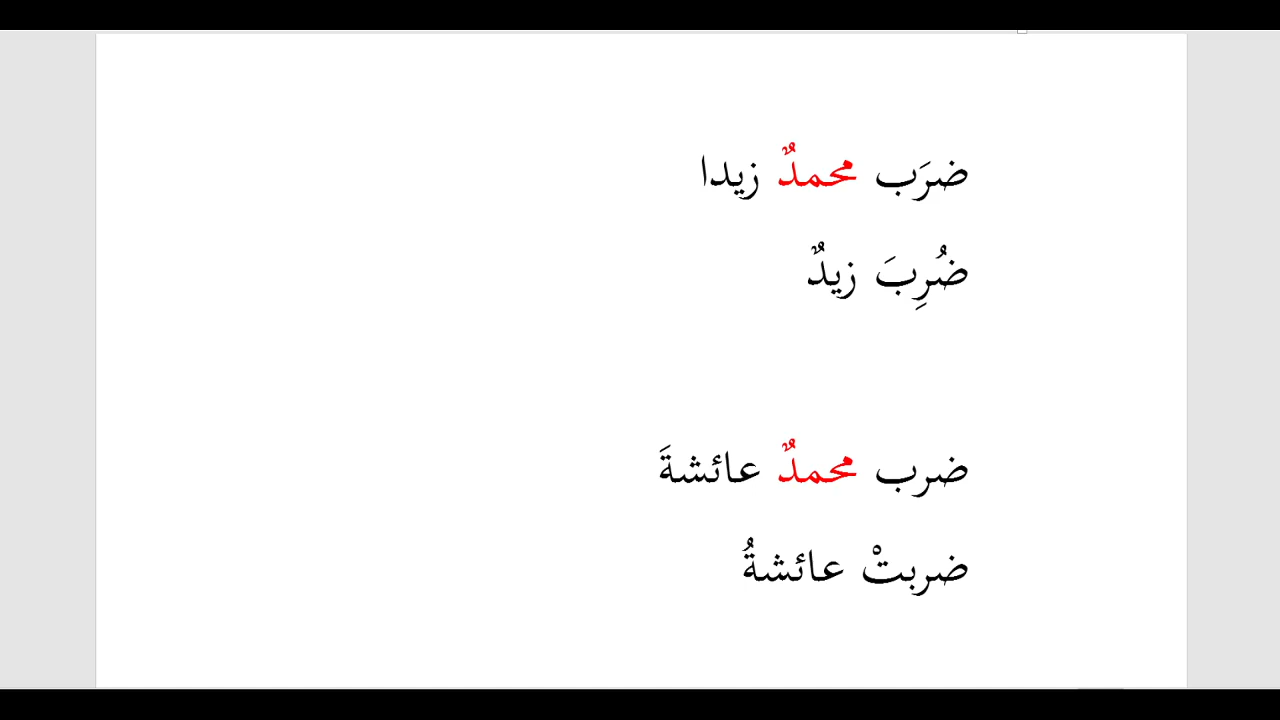 ضرَب محمدٌ زيدا
ضُرِبَ زيدٌ
ضرب محمدٌ عائشةَ
ضربتْ عائشةُ